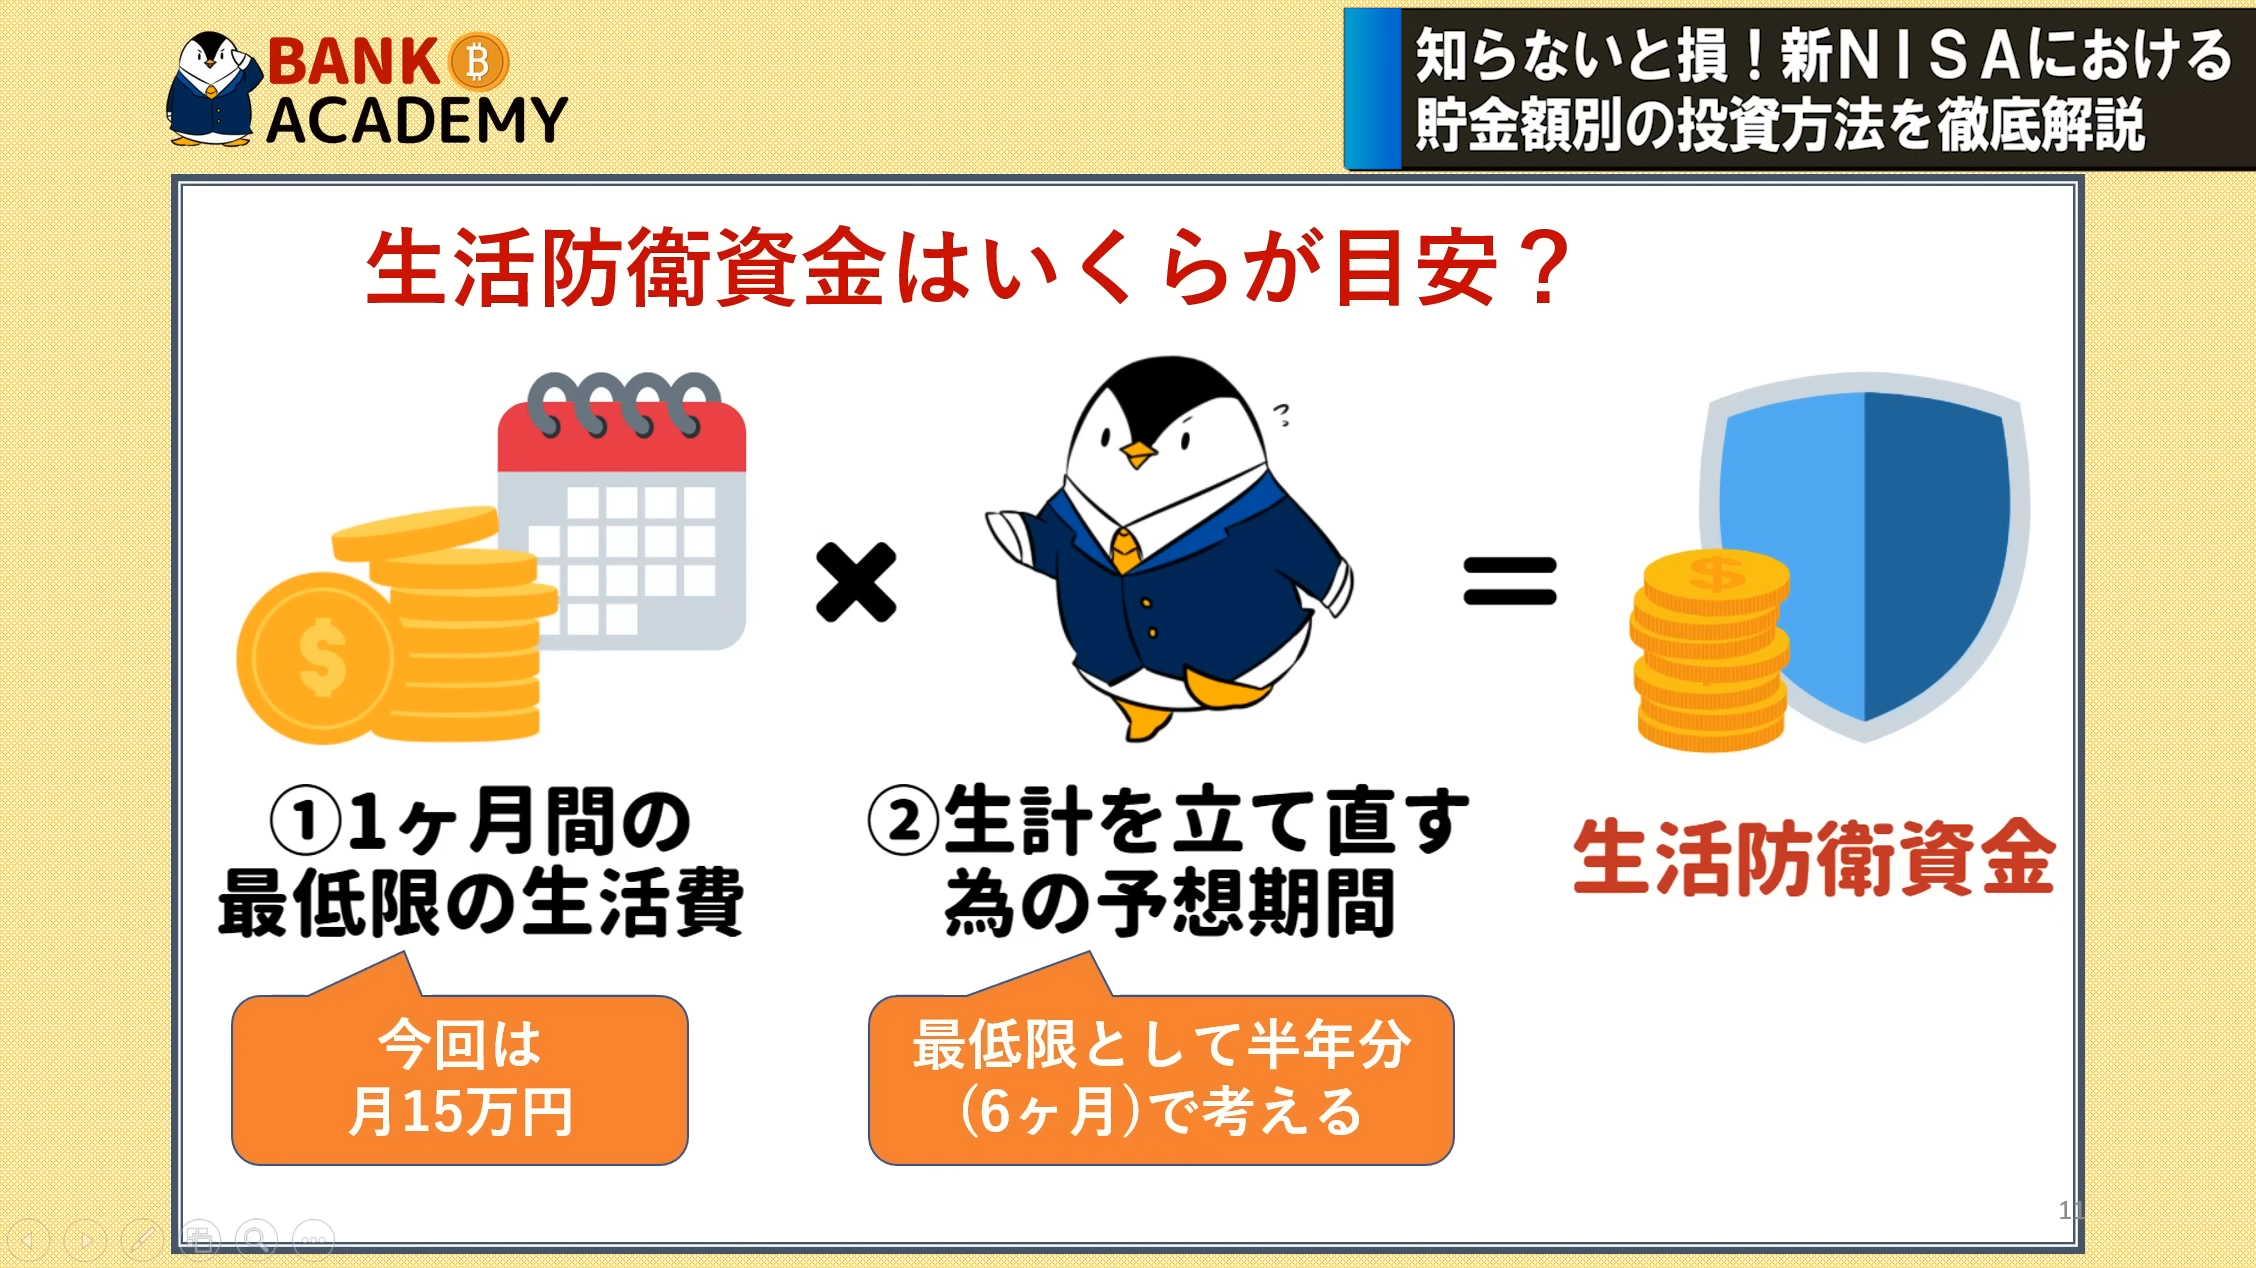 BANK
ACADEMY
知らないと損！新NISAにおける
貯金額別の投資方法を徹底解説
生活防衛資金はいくらが目安？
①1ヶ月間の
最低限の生活費
②生計を立て直す
為の予想期間
生活防衛資金
今回は
月15万円
最低限として半年分
(6ヶ月)で考える
11